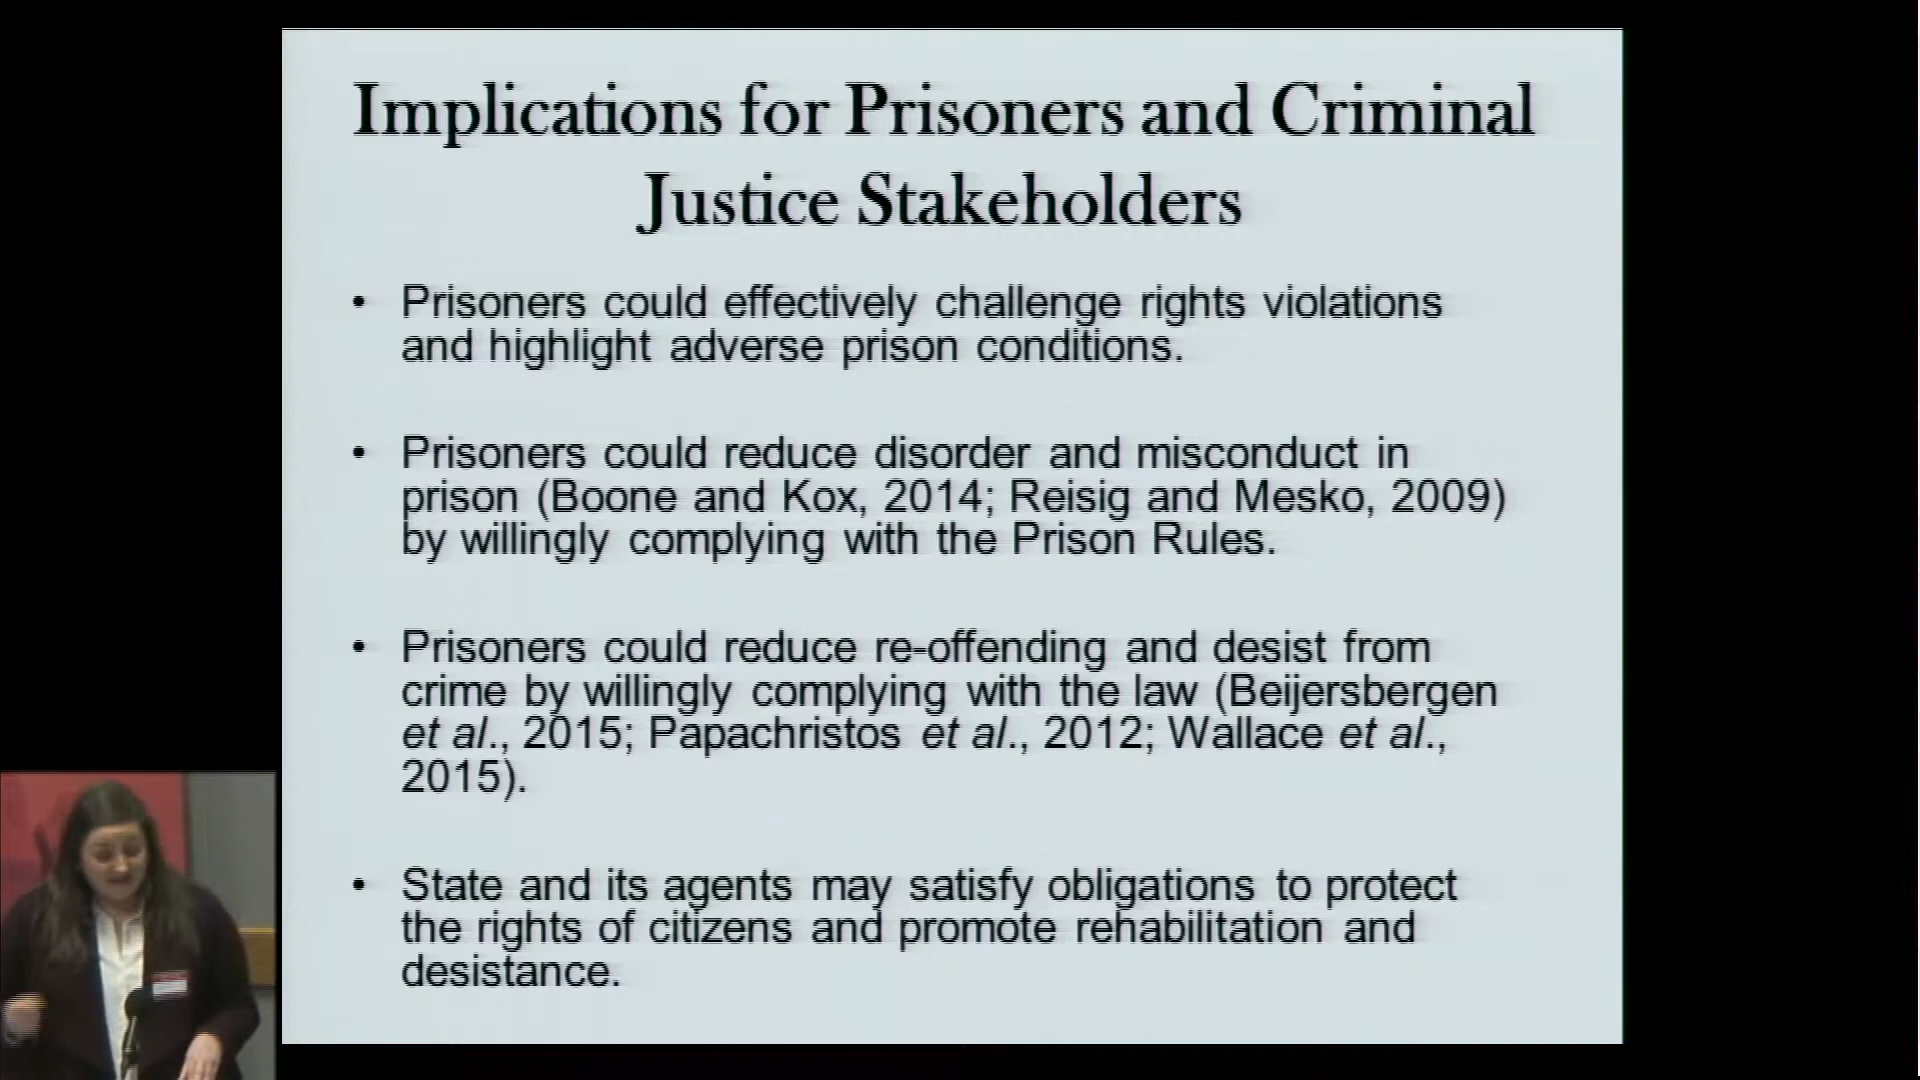 Implications for Prisoners and Criminal
Justice Stakeholders
• Prisoners could effectively challenge rights violations
and highlight adverse prison conditions.
• Prisoners could reduce disorder and misconduct in
prison (Boone and Kox, 2014; Reisig and Mesko, 2009)
by willingly complying with the Prison Rules.
• Prisoners could reduce re-offending and desist from
crime by willingly complying with the law (Beijersbergen
et al., 2015; Papachristos et al., 2012; Wallace et al.,
2015).
• State and its agents may satisfy obligations to protect
the rights of citizens and promote rehabilitation and
desistance.